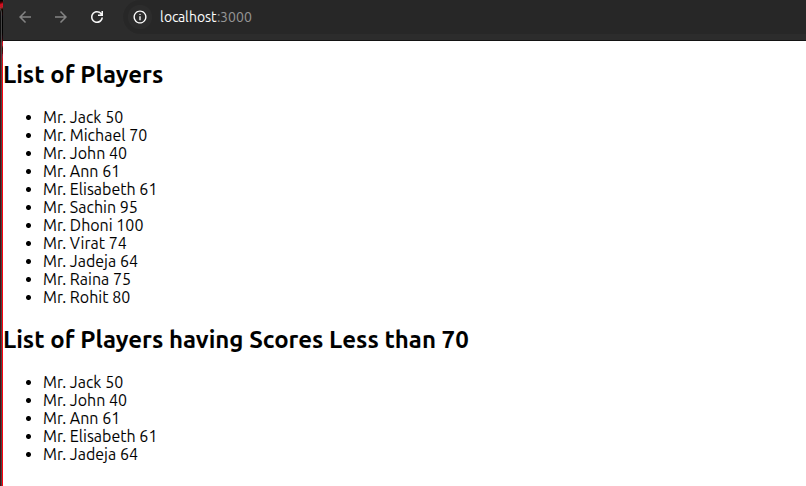 localhost:3000
List of Players
Mr. Jack 50
Mr. Michael 70
Mr. John 40
Mr. Ann 61
Mr. Elisabeth 61
Mr. Sachin 95
Mr. Dhoni 100
Mr. Virat 74
Mr. Jadeja 64
Mr. Raina 75
Mr. Rohit 80
List of Players having Scores Less than 70
Mr. Jack 50
Mr. John 40
Mr. Ann 61
Mr. Elisabeth 61
Mr. Jadeja 64